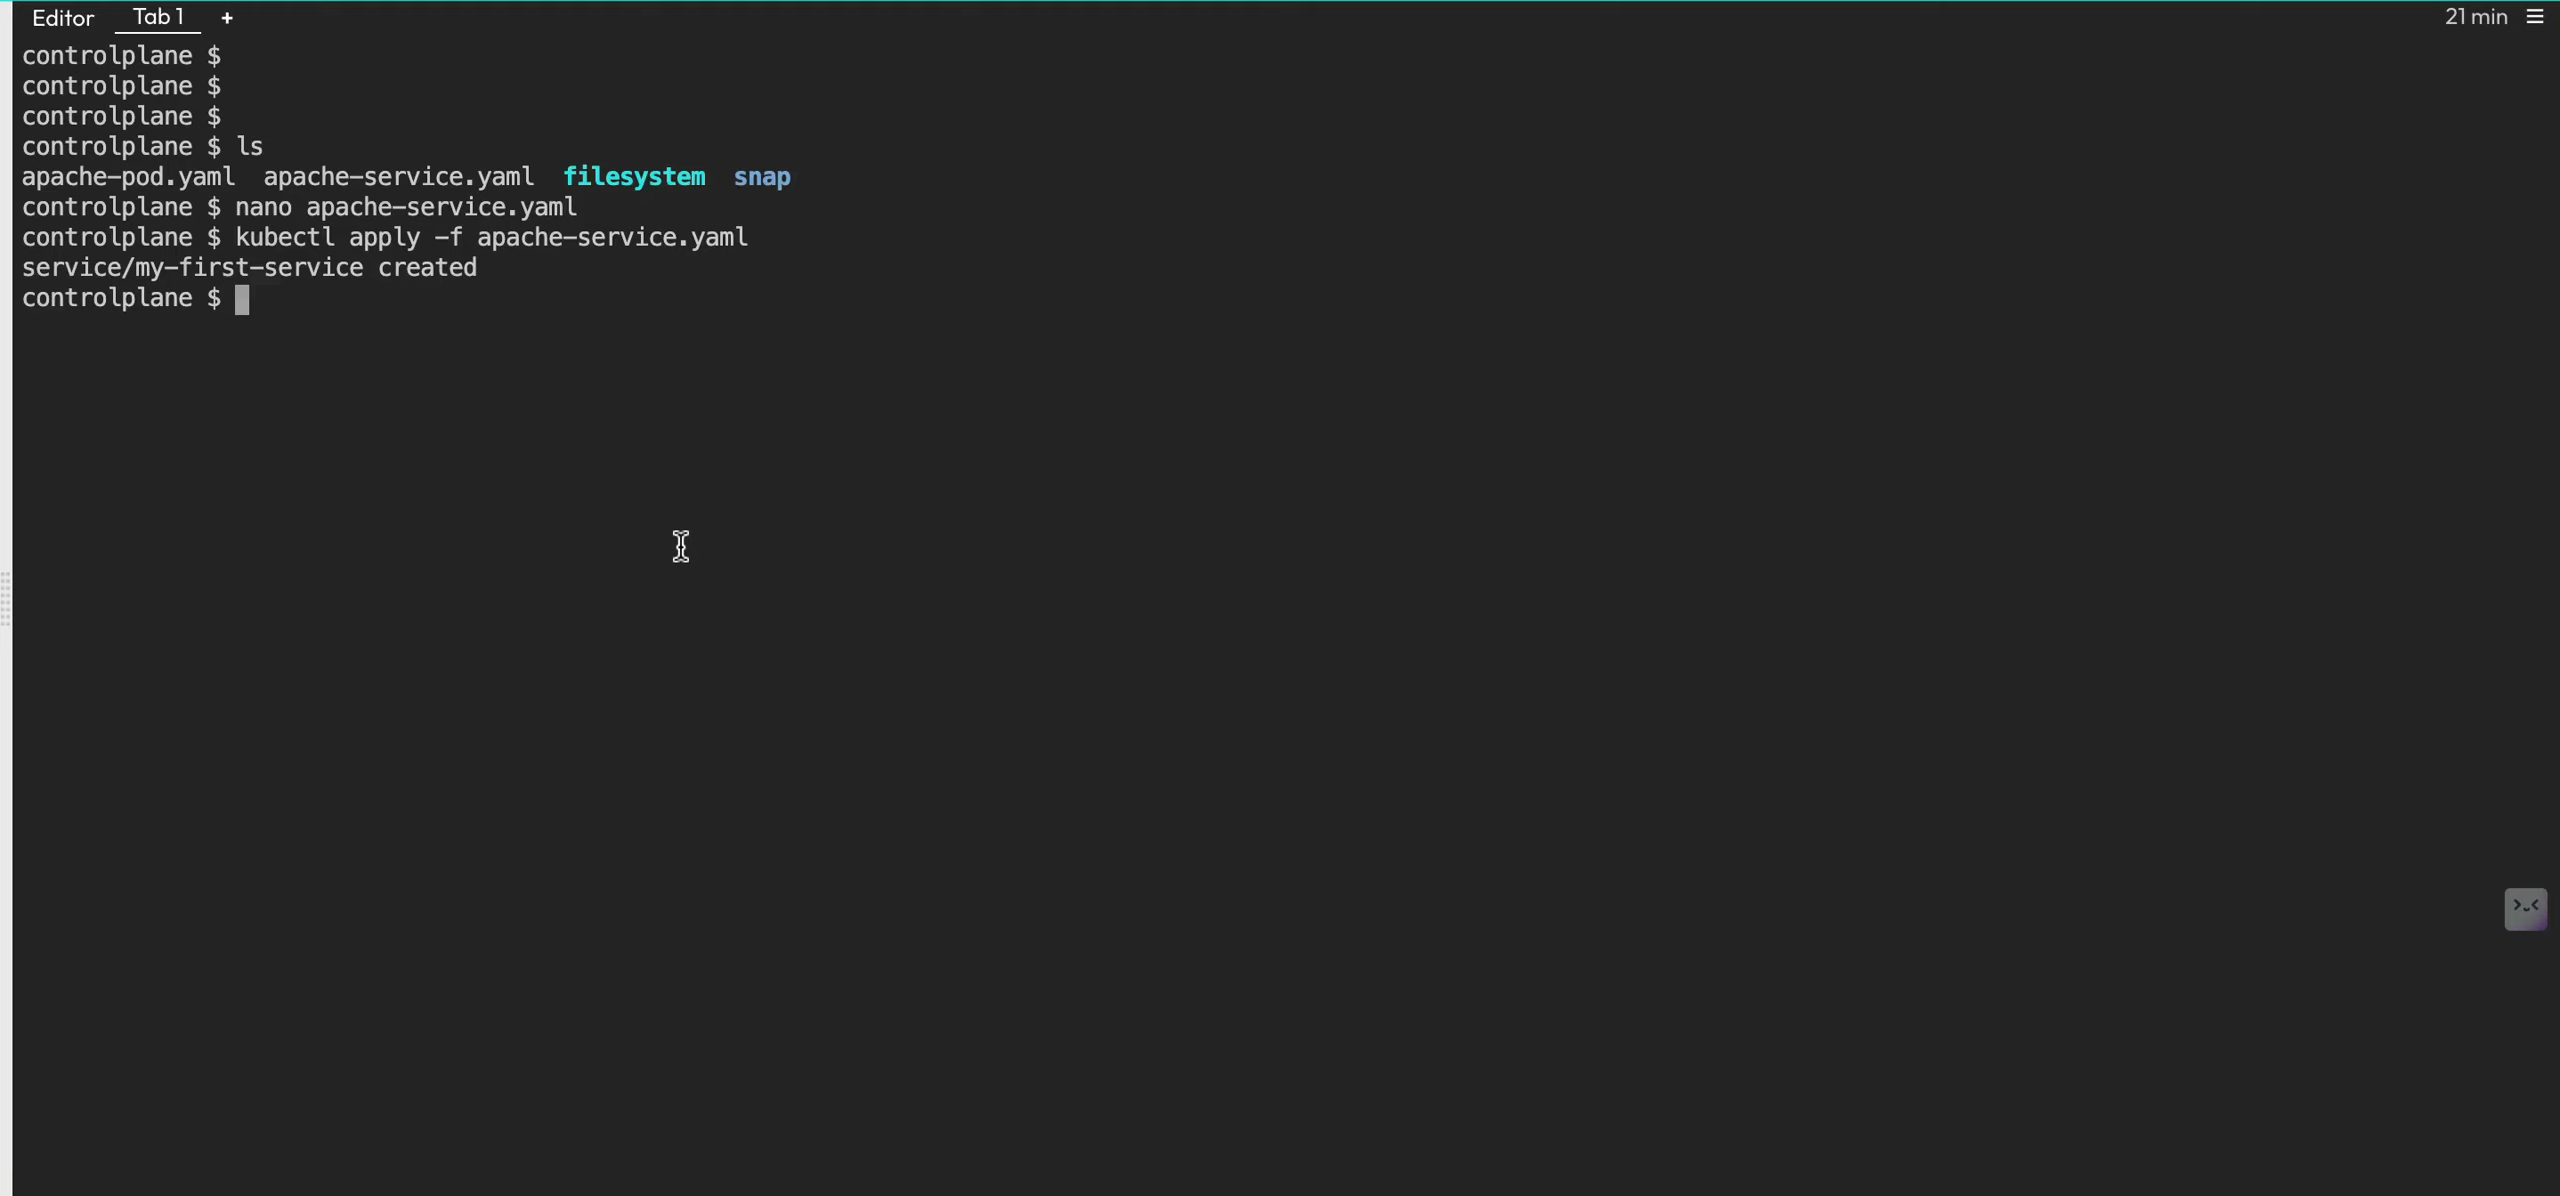 Editor Tab 1 + 21 min
controlplane $
controlplane $
controlplane $
controlplane $ ls
apache-pod.yaml  apache-service.yaml  filesystem  snap
controlplane $ nano apache-service.yaml
controlplane $ kubectl apply -f apache-service.yaml
service/my-first-service created
controlplane $